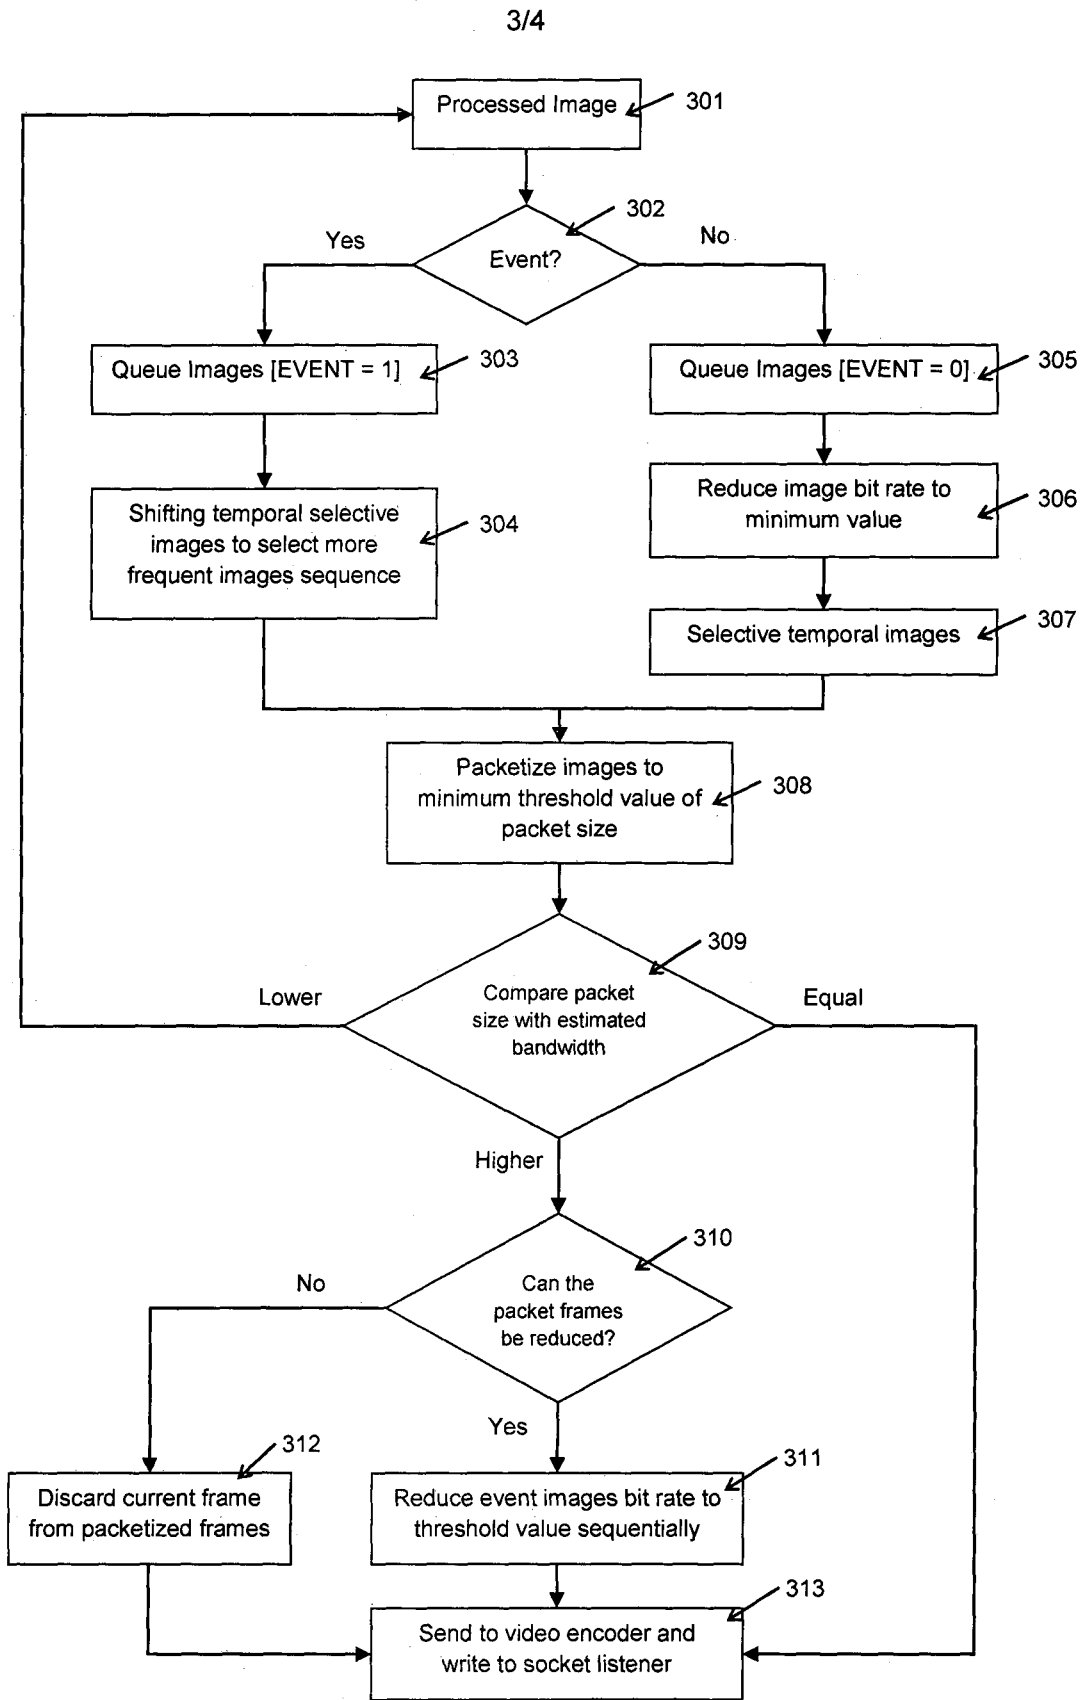 3/4
Processed Image
301
302
Yes
No
Event?
Queue Images [EVENT = 1]
303
Queue Images [EVENT = 0]
305
Shifting temporal selective
images to select more
frequent images sequence
304
Reduce image bit rate to
minimum value
306
Selective temporal images
307
Packetize images to
minimum threshold value of
packet size
308
309
Lower
Compare packet
size with estimated
bandwidth
Equal
Higher
310
No
Can the
packet frames
be reduced?
Yes
312
Discard current frame
from packetized frames
311
Reduce event images bit rate to
threshold value sequentially
313
Send to video encoder and
write to socket listener